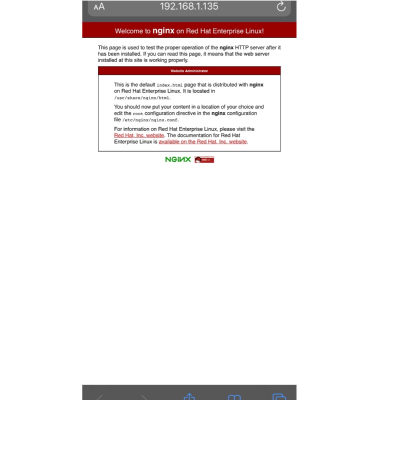 AA 192.168.1.135
Welcome to nginx on Red Hat Enterprise Linux!
This page is used to test the proper operation of the nginx HTTP server after it
has been installed. If you can read this page, it means that the web server
installed at this site is working properly.
Website Administrator
This is the default index.html page that is distributed with nginx
on Red Hat Enterprise Linux. It is located in
/usr/share/nginx/html.
You should now put your content in a location of your choice and
edit the root configuration directive in the nginx configuration
file /etc/nginx/nginx.conf.
For information on Red Hat Enterprise Linux, please visit the
Red Hat, Inc. website. The documentation for Red Hat
Enterprise Linux is available on the Red Hat, Inc. website.
NGINX